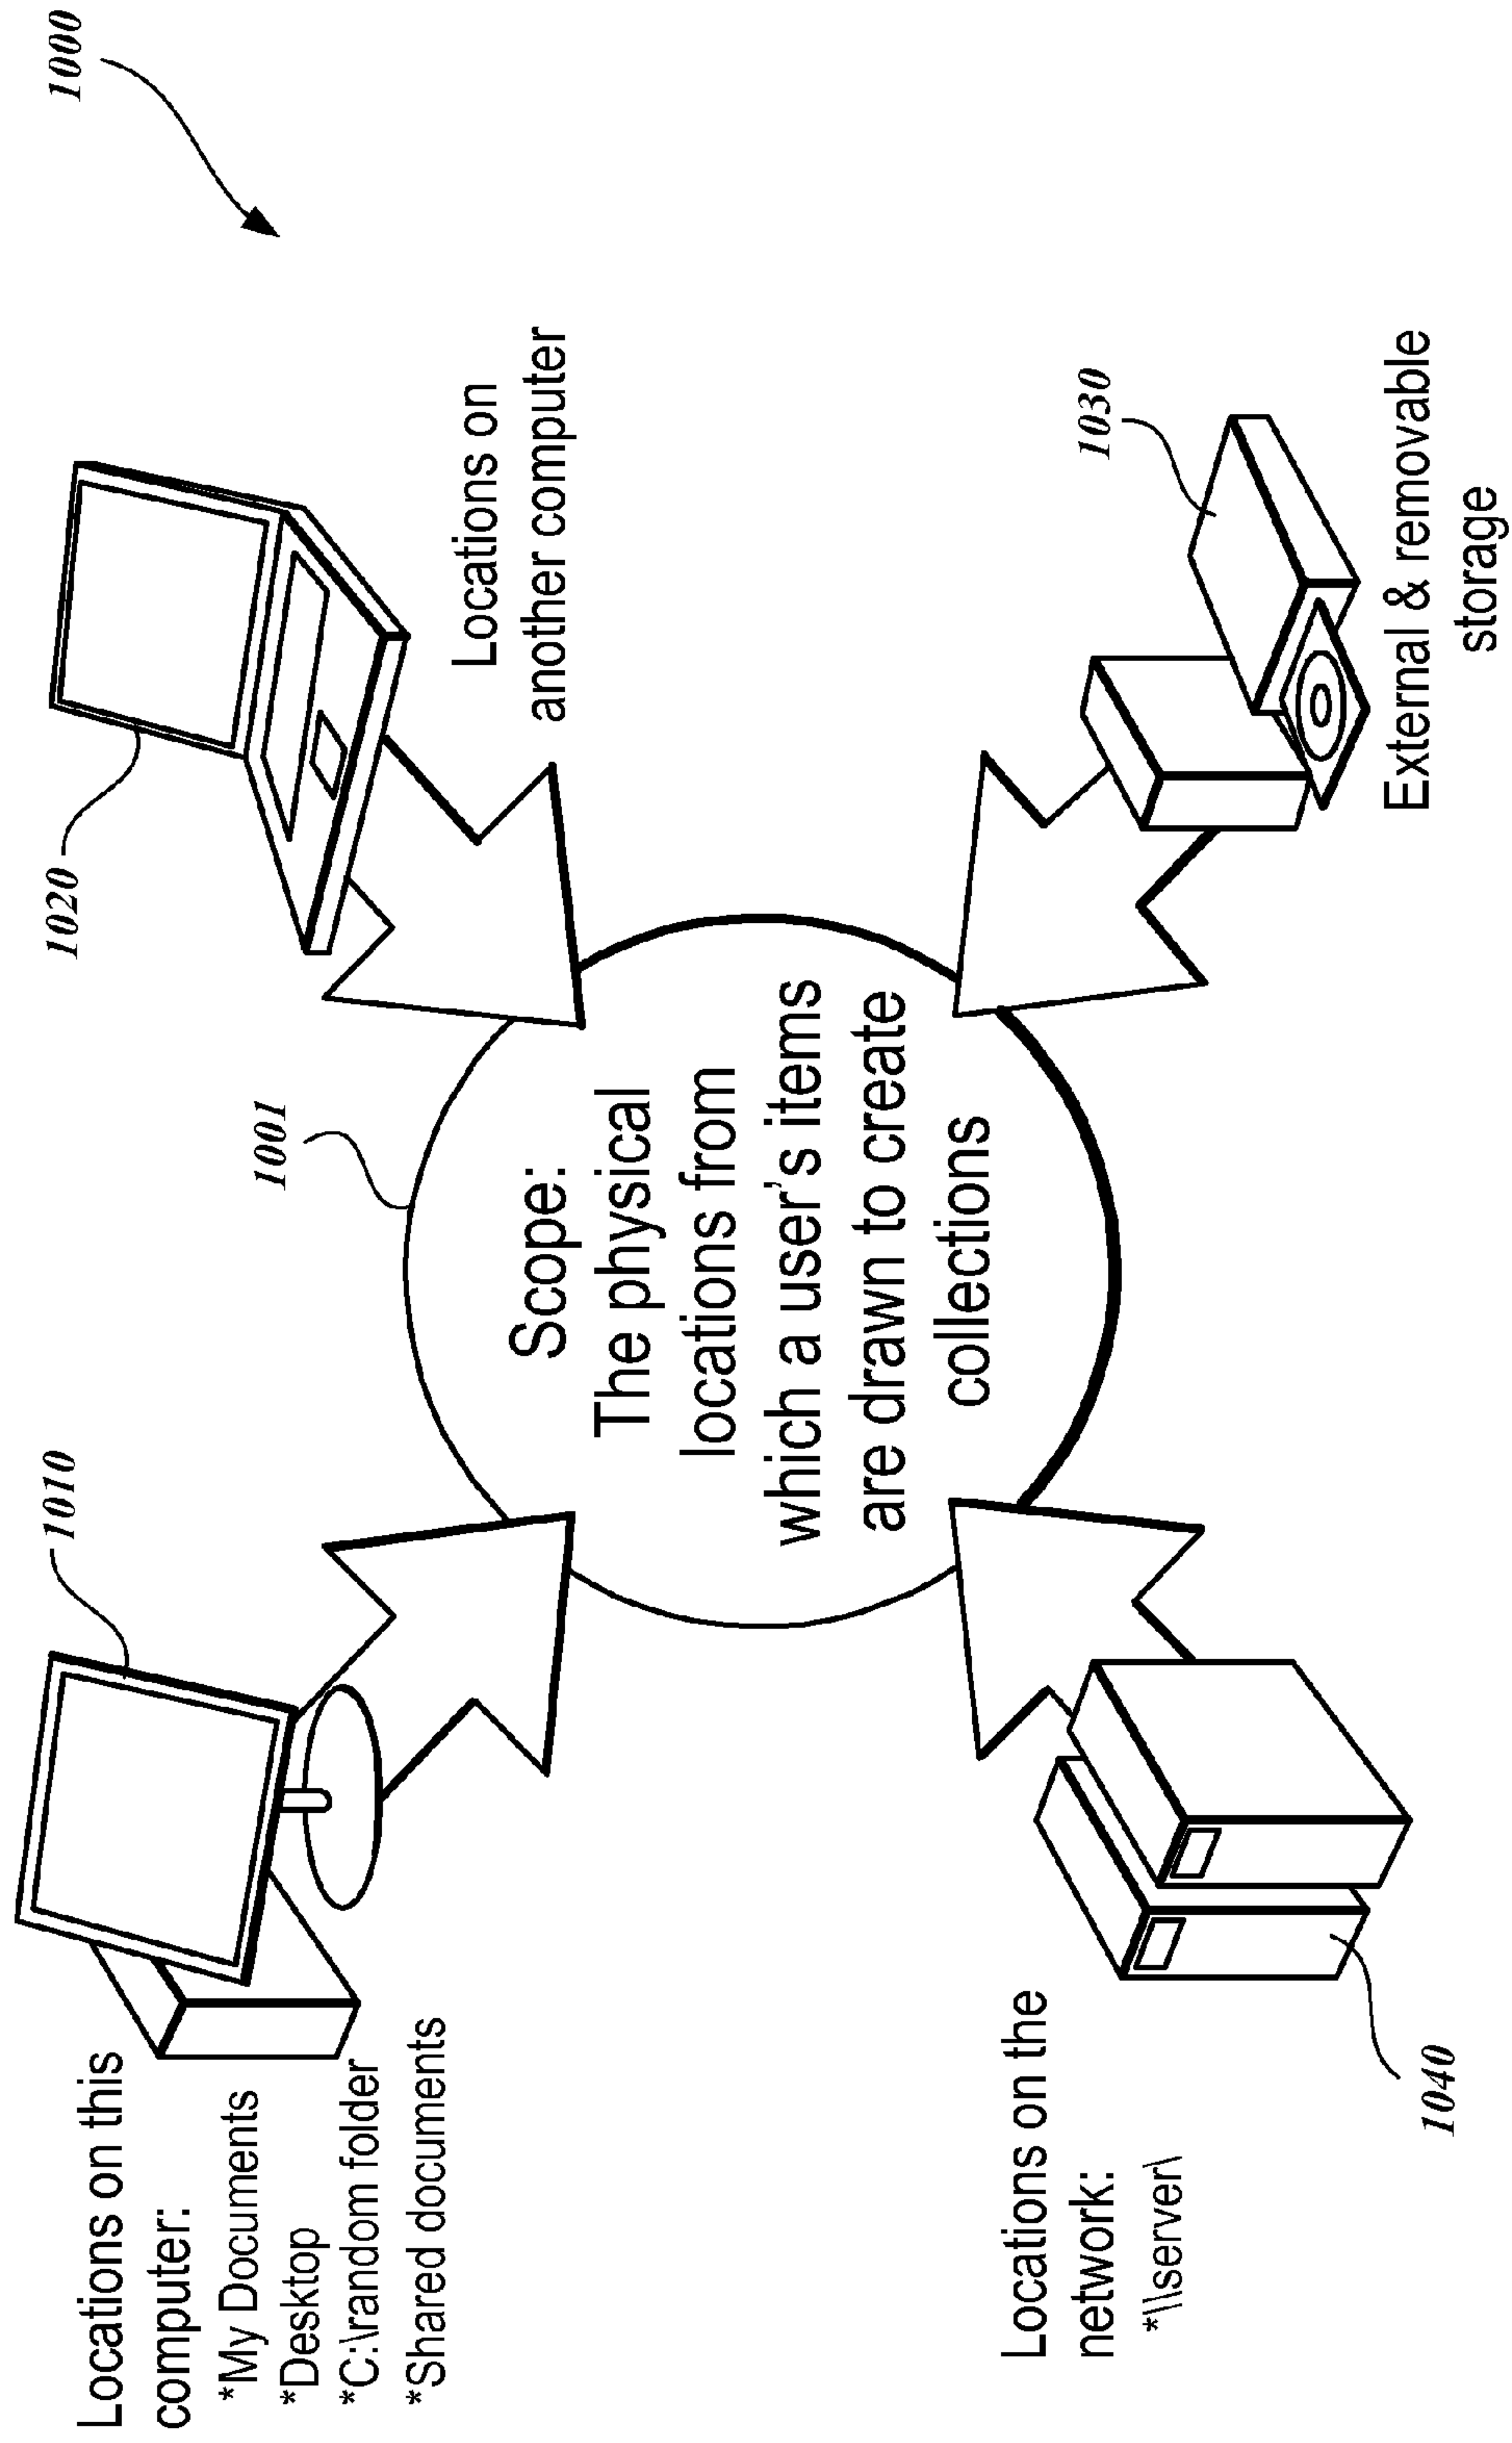 1000
1010
1020
Locations on this
computer:
*My Documents
*Desktop
*C:\random folder
*Shared documents
1001
Locations on
another computer
Scope:
The physical
locations from
which a user's items
are drawn to create
collections
Locations on the
network:
*\\\server\
1040
1030
External & removable
storage